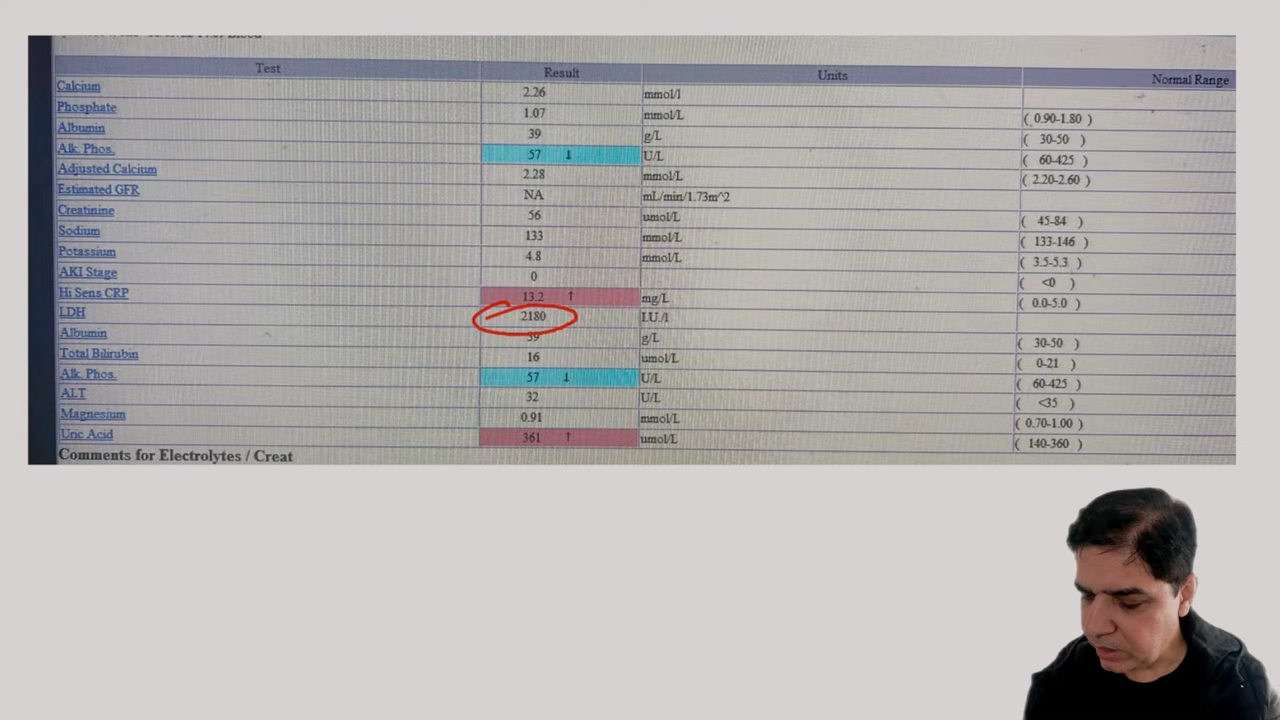 Test Result Units Normal Range
Calcium 2.26 mmol/l
Phosphate 1.07 mmol/L ( 0.90-1.80 )
Albumin 39 g/L ( 30-50 )
Alk. Phos. 57 ↓ U/L ( 60-425 )
Adjusted Calcium 2.28 mmol/L ( 2.20-2.60 )
Estimated GFR NA mL/min/1.73m^2
Creatinine 56 umol/L ( 45-84 )
Sodium 133 mmol/L ( 133-146 )
Potassium 4.8 mmol/L ( 3.5-5.3 )
AKI Stage 0 ( <0 )
Hi Sens CRP 13.2 ↑ mg/L ( 0.0-5.0 )
LDH 2180 I.U./l
Albumin 39 g/L ( 30-50 )
Total Bilirubin 16 umol/L ( 0-21 )
Alk. Phos. 57 ↓ U/L ( 60-425 )
ALT 32 U/L ( <35 )
Magnesium 0.91 mmol/L ( 0.70-1.00 )
Uric Acid 361 ↑ umol/L ( 140-360 )
Comments for Electrolytes / Creat